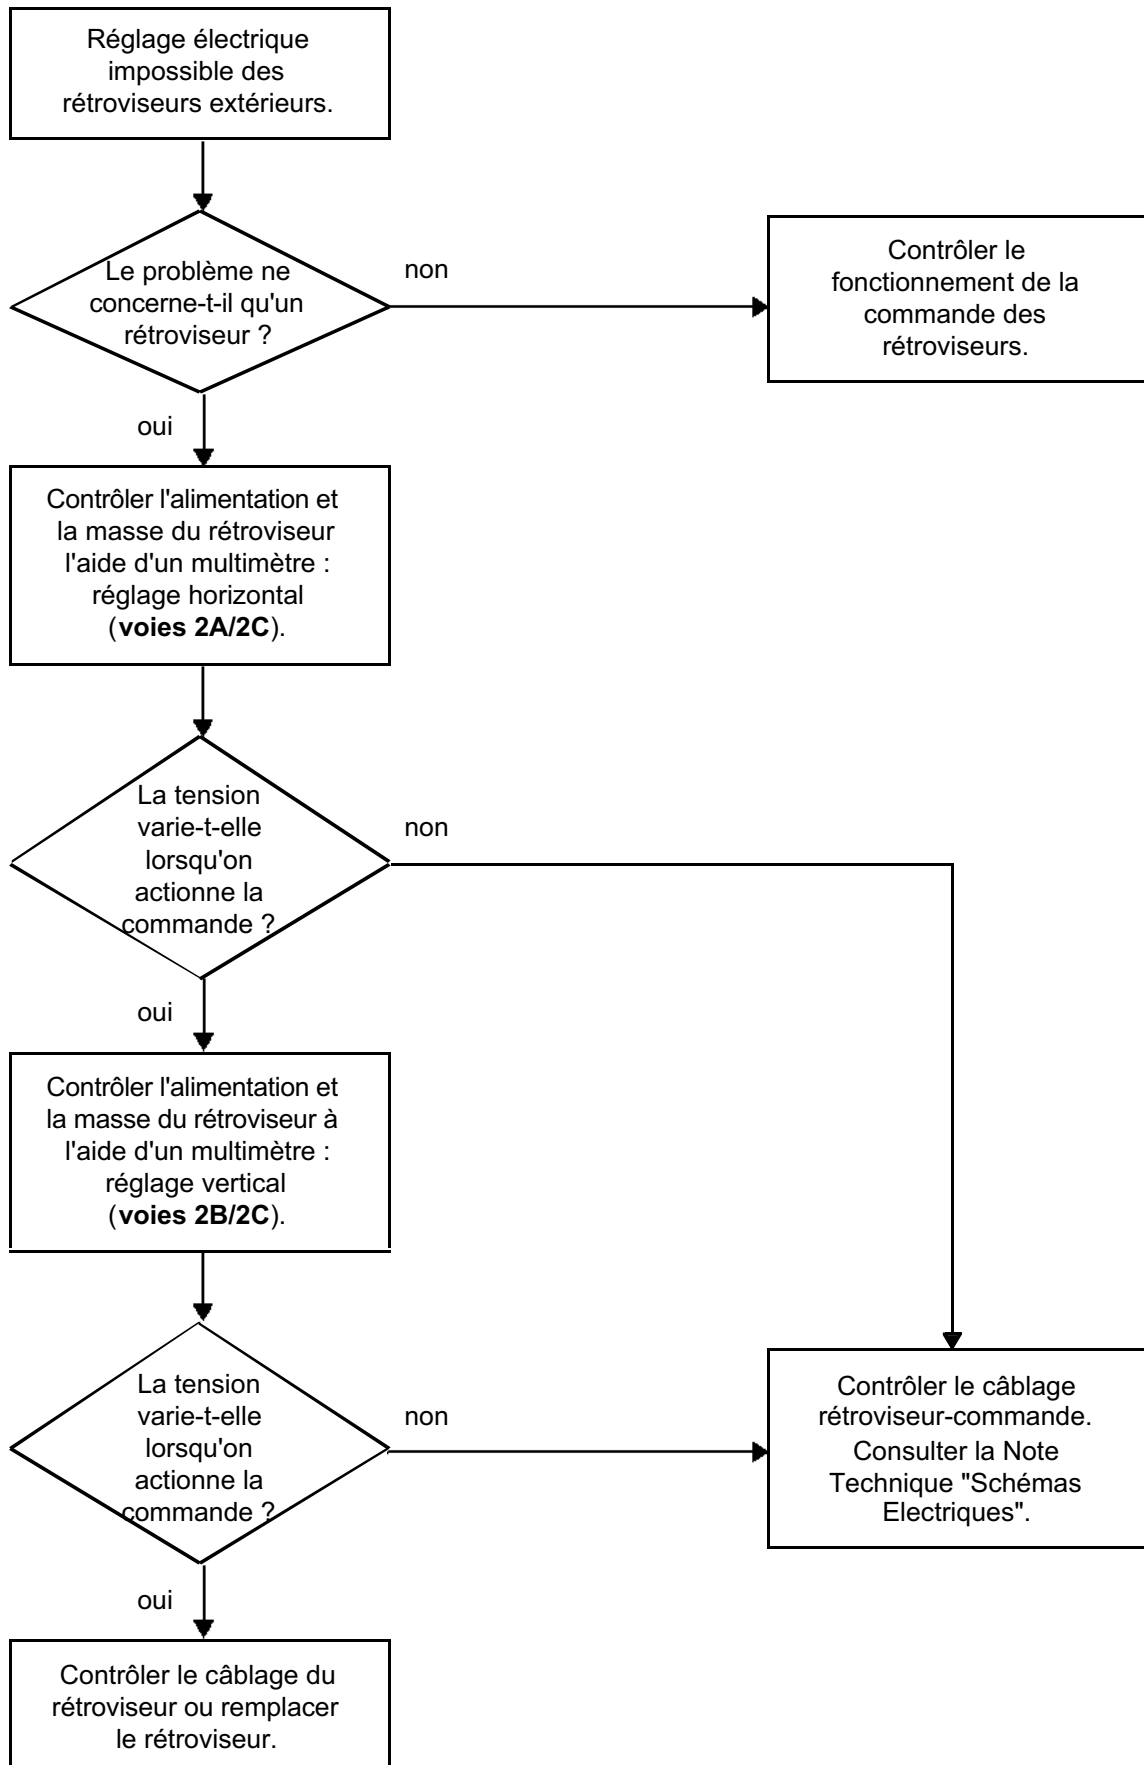 Réglage électrique
impossible des
rétroviseurs extérieurs.
Le problème ne
concerne-t-il qu'un
rétroviseur ?
non
Contrôler le
fonctionnement de la
commande des
rétroviseurs.
oui
Contrôler l'alimentation et
la masse du rétroviseur
l'aide d'un multimètre :
réglage horizontal
(voies 2A/2C).
La tension
varie-t-elle
lorsqu'on
actionne la
commande ?
non
oui
Contrôler l'alimentation et
la masse du rétroviseur à
l'aide d'un multimètre :
réglage vertical
(voies 2B/2C).
La tension
varie-t-elle
lorsqu'on
actionne la
commande ?
non
Contrôler le câblage
rétroviseur-commande.
Consulter la Note
Technique "Schémas
Electriques".
oui
Contrôler le câblage du
rétroviseur ou remplacer
le rétroviseur.